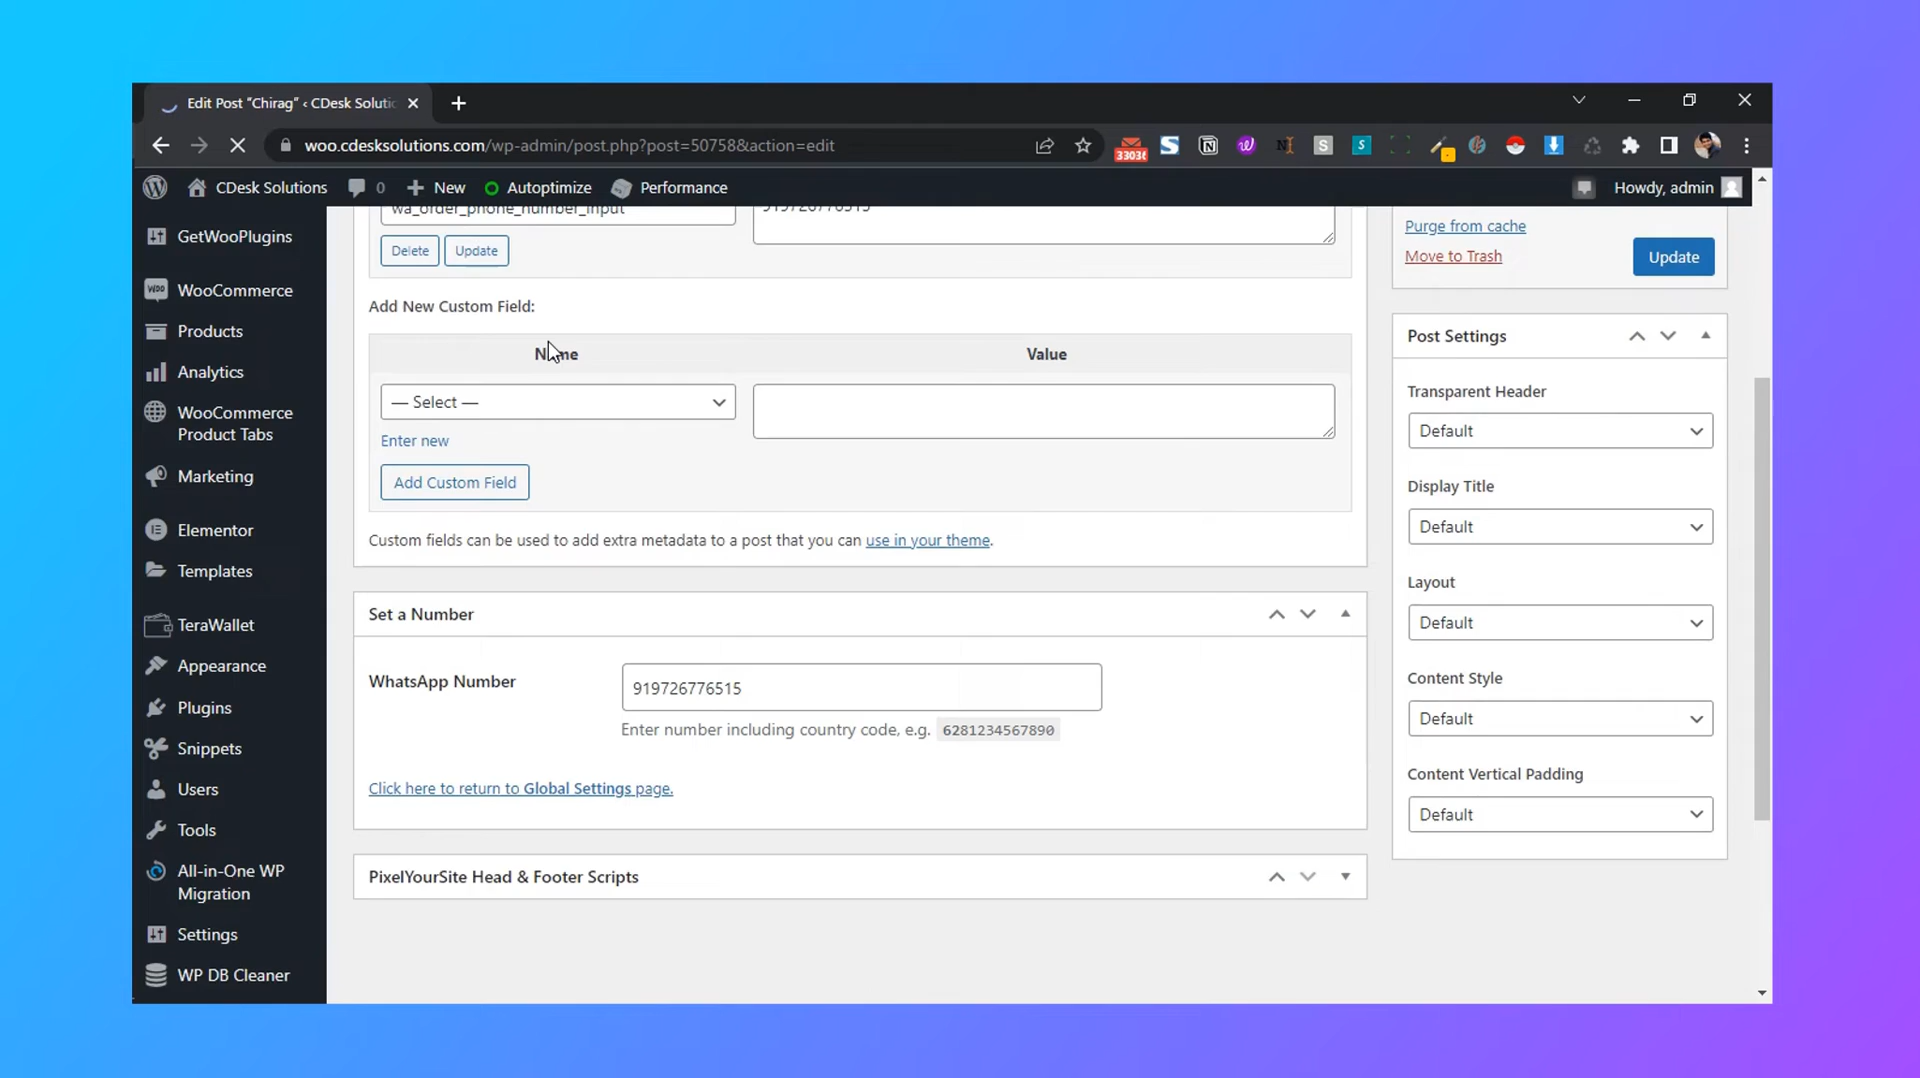 Edit Post “Chirag” ‹ CDesk Soluti
woo.cdesksolutions.com/wp-admin/post.php?post=50758&action=edit
CDesk Solutions
0
New
Autoptimize
Performance
Howdy, admin
GetWooPlugins
WooCommerce
Products
Analytics
WooCommerce
Product Tabs
Marketing
Elementor
Templates
TeraWallet
Appearance
Plugins
Snippets
Users
Tools
All-in-One WP
Migration
Settings
WP DB Cleaner
wa_order_phone_number_input
919726776515
Delete
Update
Add New Custom Field:
Name
Value
— Select —
Enter new
Add Custom Field
Custom fields can be used to add extra metadata to a post that you can use in your theme.
Set a Number
WhatsApp Number
919726776515
Enter number including country code, e.g. 6281234567890
Click here to return to Global Settings page.
PixelYourSite Head & Footer Scripts
Purge from cache
Move to Trash
Update
Post Settings
Transparent Header
Default
Display Title
Default
Layout
Default
Content Style
Default
Content Vertical Padding
Default